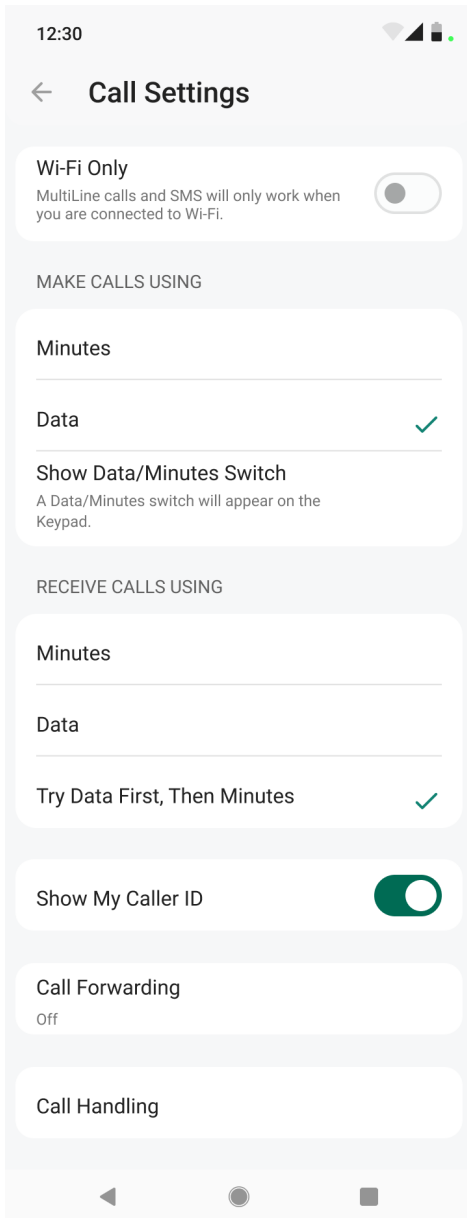 12:30
Call Settings
Wi-Fi Only
MultiLine calls and SMS will only work when
you are connected to Wi-Fi.
MAKE CALLS USING
Minutes
Data
Show Data/Minutes Switch
A Data/Minutes switch will appear on the
Keypad.
RECEIVE CALLS USING
Minutes
Data
Try Data First, Then Minutes
Show My Caller ID
Call Forwarding
Off
Call Handling